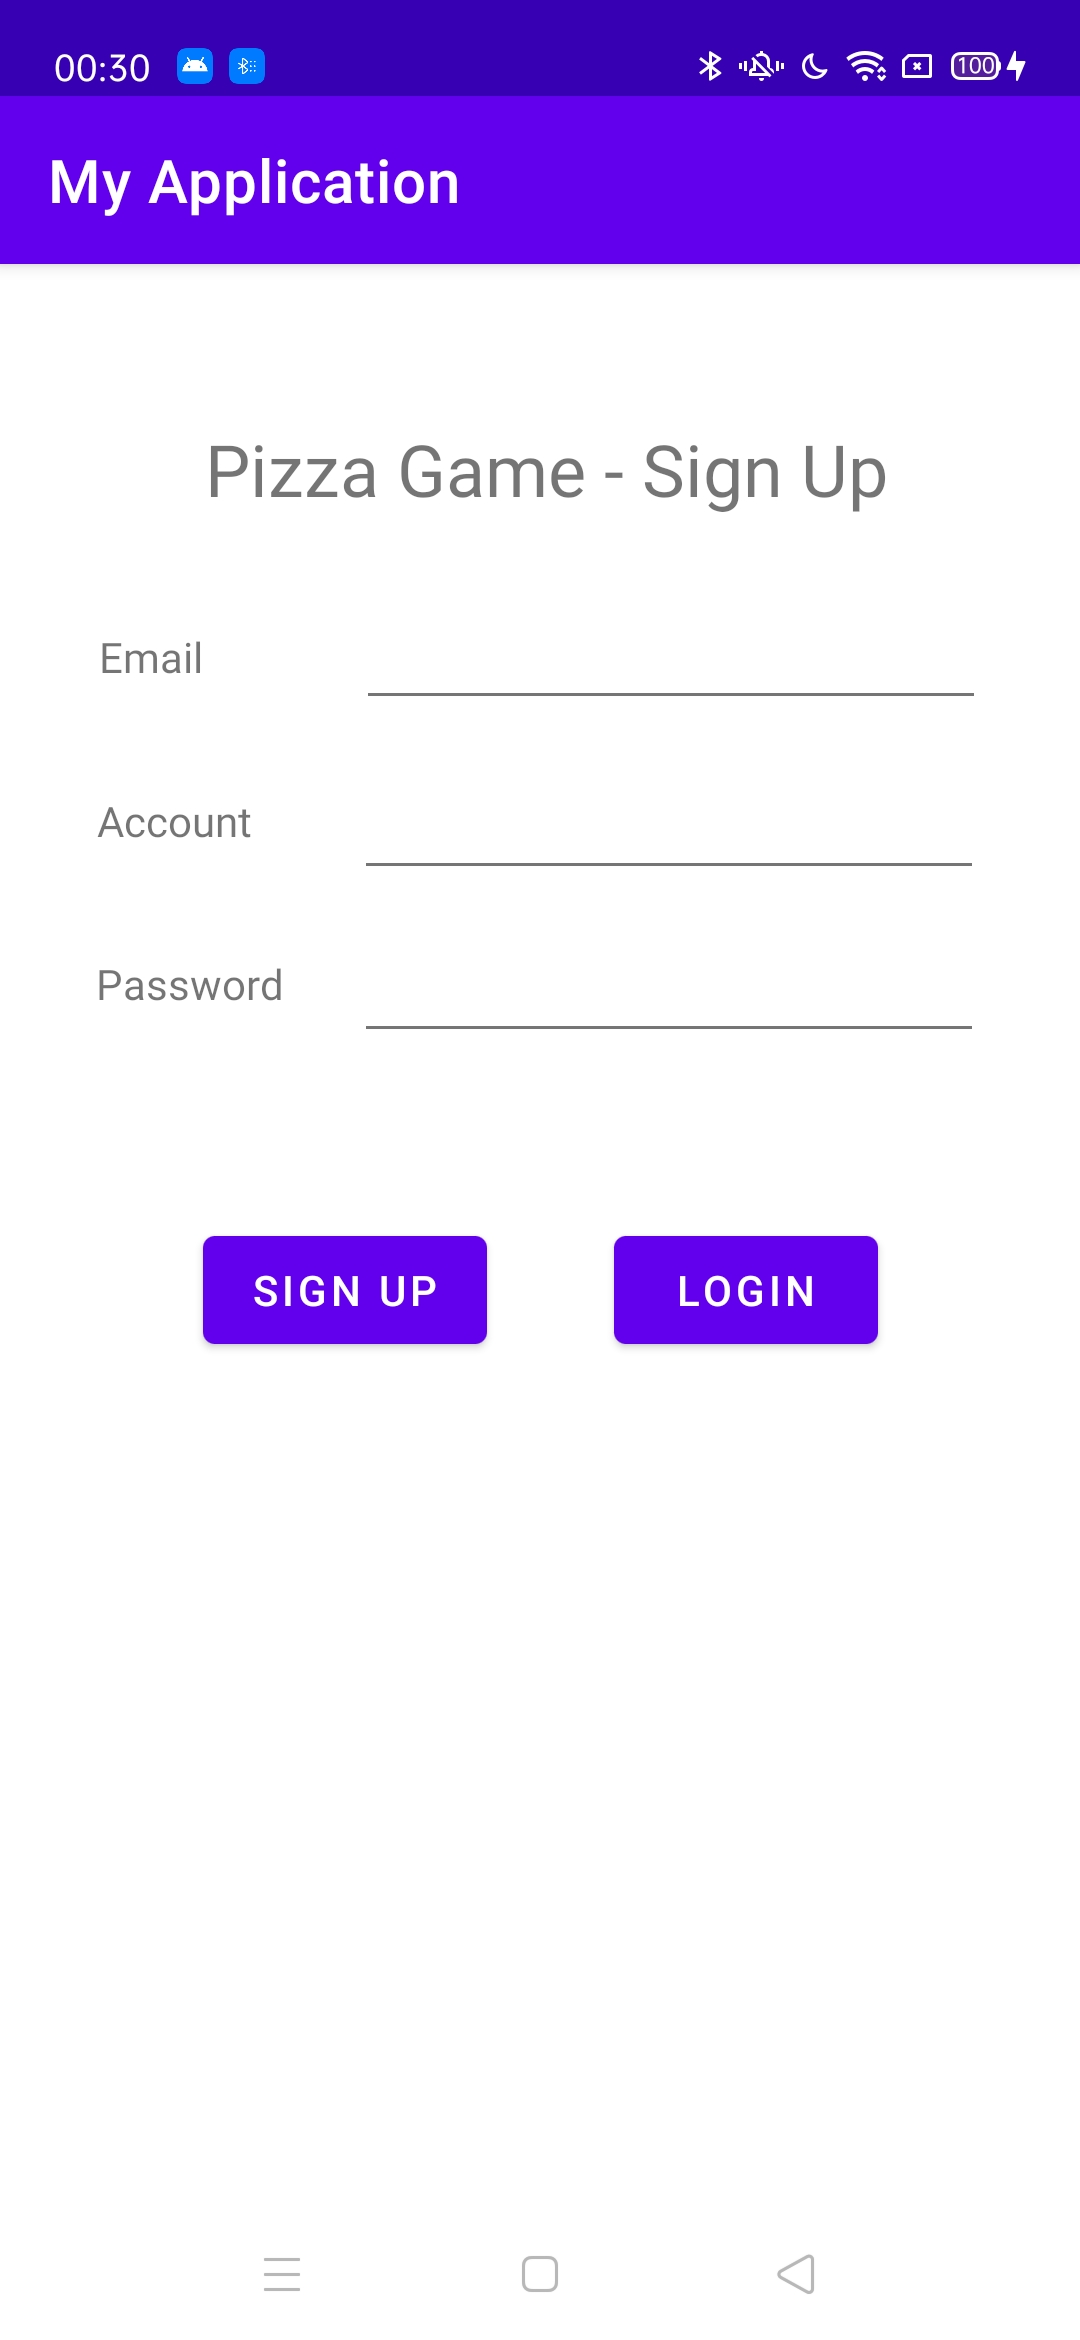 00:30 100
My Application
Pizza Game - Sign Up
Email
Account
Password
SIGN UP LOGIN